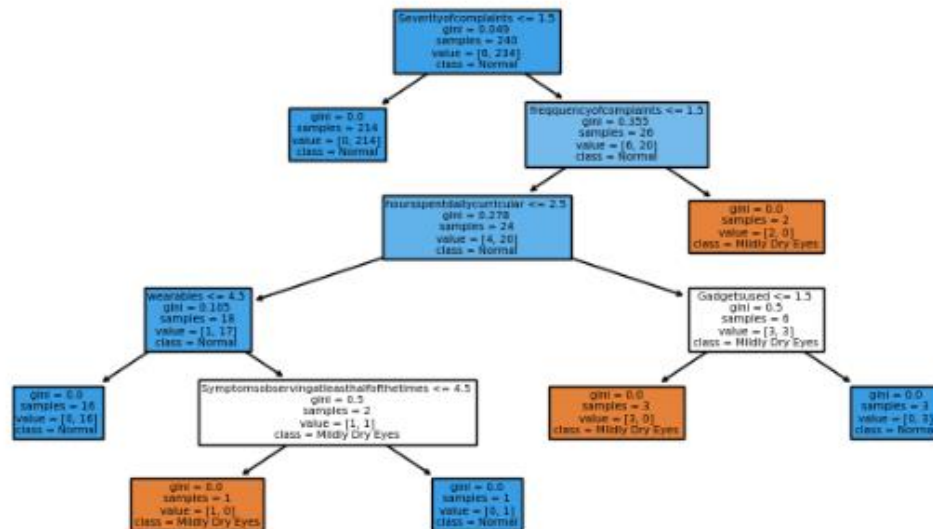 Severityofcomplaints <= 1.5
gini = 0.049
samples = 240
value = [6, 234]
class = Normal
gini = 0.0
samples = 214
value = [0, 214]
class = Normal
freqquencyofcomplaints <= 1.5
gini = 0.355
samples = 26
value = [6, 20]
class = Normal
hoursspentdailycurricular <= 2.5
gini = 0.278
samples = 24
value = [4, 20]
class = Normal
gini = 0.0
samples = 2
value = [2, 0]
class = Mildly Dry Eyes
wearables <= 4.5
gini = 0.105
samples = 18
value = [1, 17]
class = Normal
Gadgetsused <= 1.5
gini = 0.5
samples = 6
value = [3, 3]
class = Mildly Dry Eyes
gini = 0.0
samples = 16
value = [0, 16]
class = Normal
Symptomsobservingatleasthalfofthetimes <= 4.5
gini = 0.5
samples = 2
value = [1, 1]
class = Mildly Dry Eyes
gini = 0.0
samples = 3
value = [3, 0]
class = Mildly Dry Eyes
gini = 0.0
samples = 3
value = [0, 3]
class = Normal
gini = 0.0
samples = 1
value = [1, 0]
class = Mildly Dry Eyes
gini = 0.0
samples = 1
value = [0, 1]
class = Normal